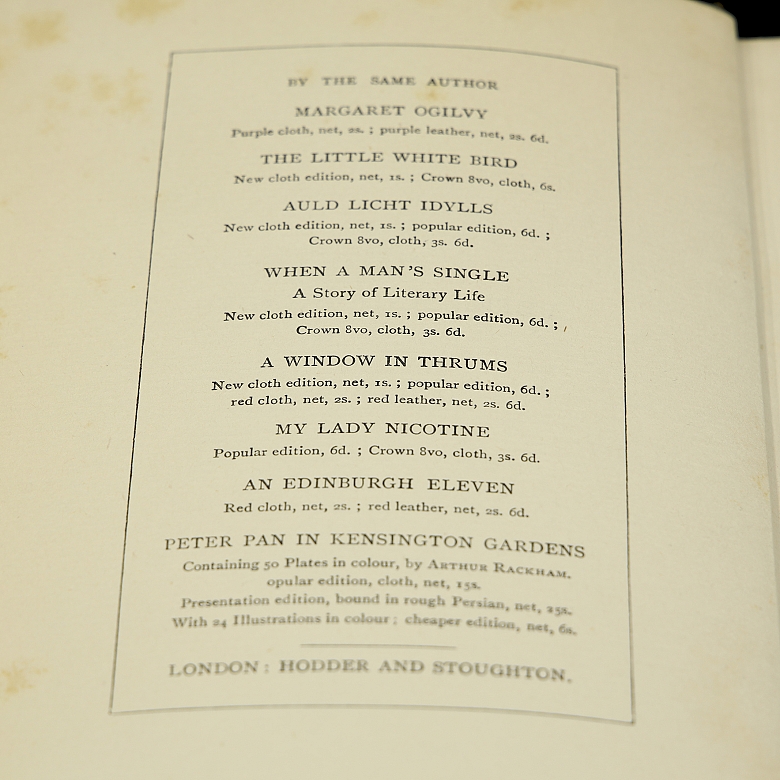 BY THE SAME AUTHOR
MARGARET OGILVY
Purple cloth, net, 2s. ; purple leather, net, 2s. 6d.
THE LITTLE WHITE BIRD
New cloth edition, net, 1s. ; Crown 8vo, cloth, 6s.
AULD LICHT IDYLLS
New cloth edition, net, 1s. ; popular edition, 6d. ;
Crown 8vo, cloth, 3s. 6d.
WHEN A MAN'S SINGLE
A Story of Literary Life
New cloth edition, net, 1s. ; popular edition, 6d. ;
Crown 8vo, cloth, 3s. 6d.
A WINDOW IN THRUMS
New cloth edition, net, 1s. ; popular edition, 6d. ;
red cloth, net, 2s. ; red leather, net, 2s. 6d.
MY LADY NICOTINE
Popular edition, 6d. ; Crown 8vo, cloth, 3s. 6d.
AN EDINBURGH ELEVEN
Red cloth, net, 2s. ; red leather, net, 2s. 6d.
PETER PAN IN KENSINGTON GARDENS
Containing 50 Plates in colour, by ARTHUR RACKHAM.
opular edition, cloth, net, 15s.
Presentation edition, bound in rough Persian, net, 25s.
With 24 Illustrations in colour ; cheaper edition, net, 6s.
LONDON : HODDER AND STOUGHTON.